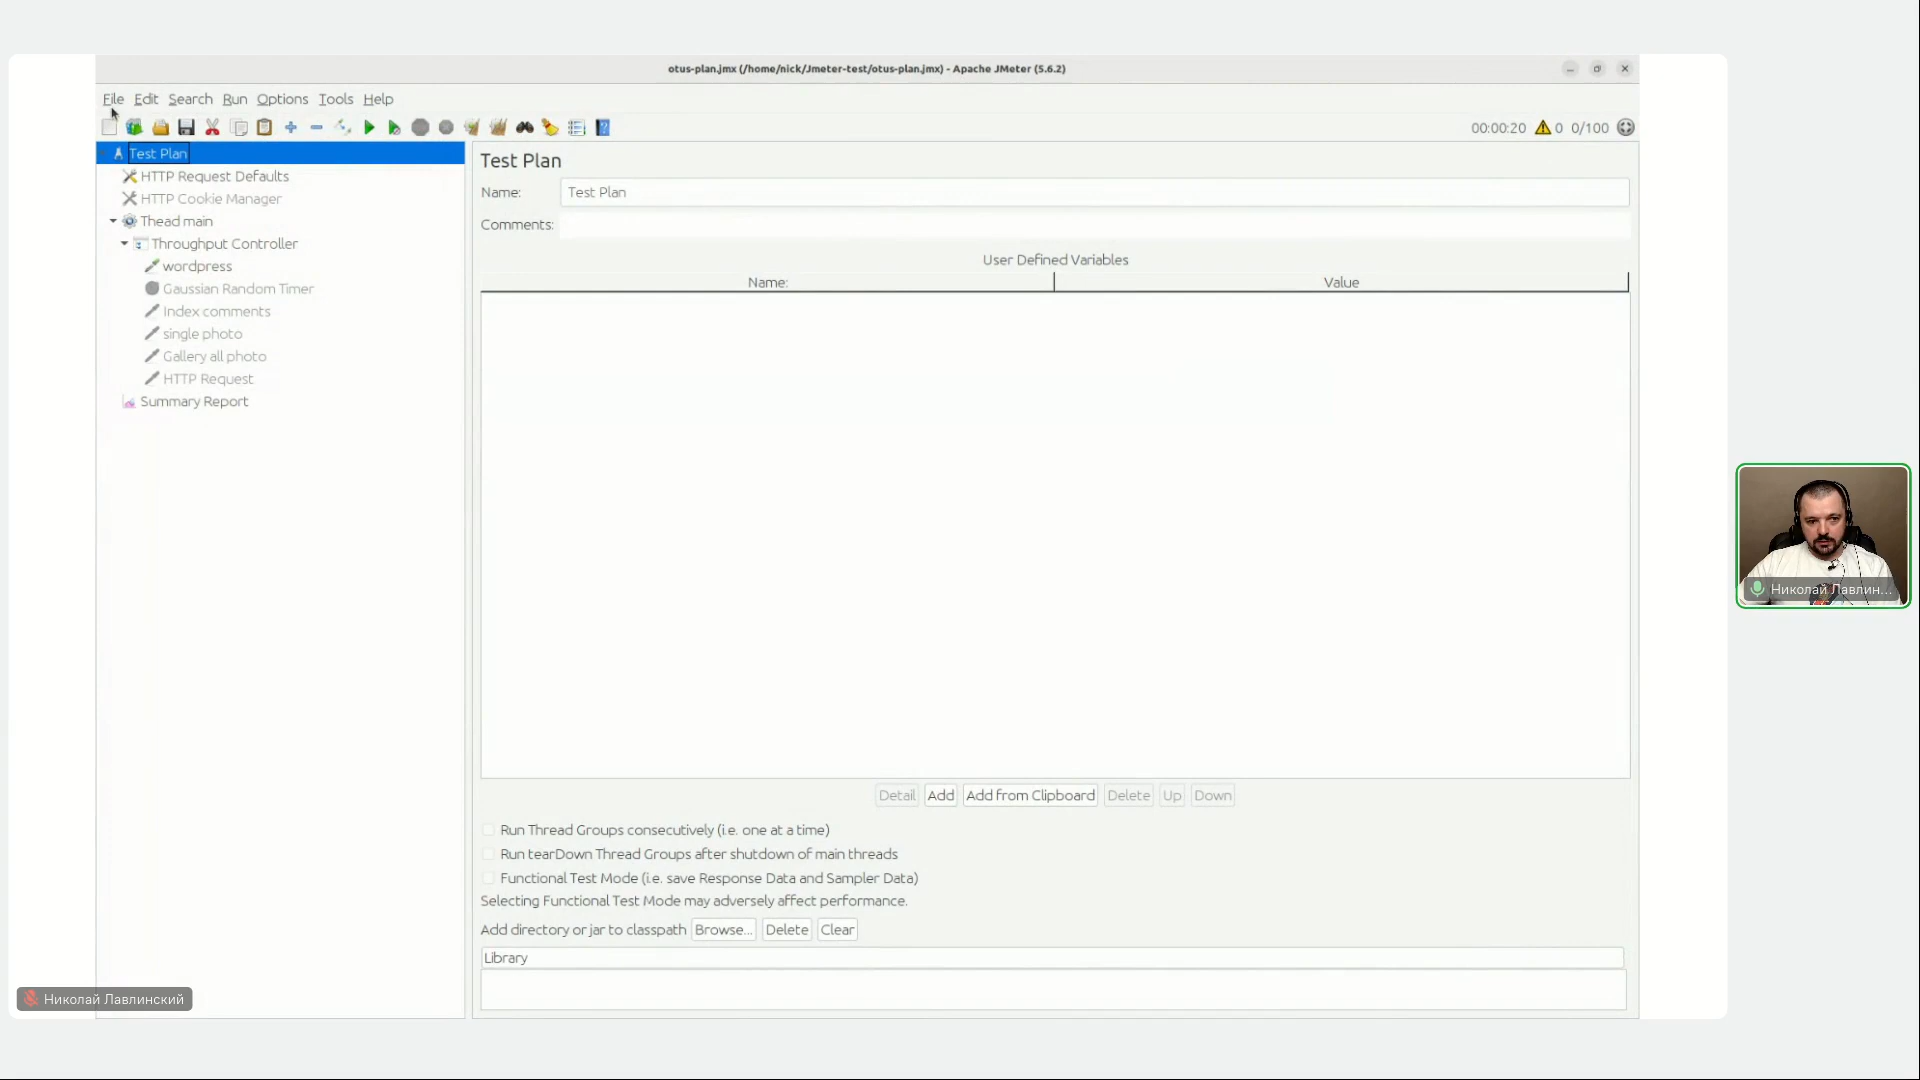 otus-plan.jmx (/home/nick/Jmeter-test/otus-plan.jmx) - Apache JMeter (5.6.2)
File Edit Search Run Options Tools Help
00:00:20 0 0/100
Test Plan
HTTP Request Defaults
HTTP Cookie Manager
Thead main
Throughput Controller
wordpress
Gaussian Random Timer
Index comments
single photo
Gallery all photo
HTTP Request
Summary Report
Test Plan
Name: Test Plan
Comments:
User Defined Variables
Name: Value
Detail Add Add from Clipboard Delete Up Down
Run Thread Groups consecutively (i.e. one at a time)
Run tearDown Thread Groups after shutdown of main threads
Functional Test Mode (i.e. save Response Data and Sampler Data)
Selecting Functional Test Mode may adversely affect performance.
Add directory or jar to classpath Browse... Delete Clear
Library
Николай Лавлинский
Николай Лавлин...